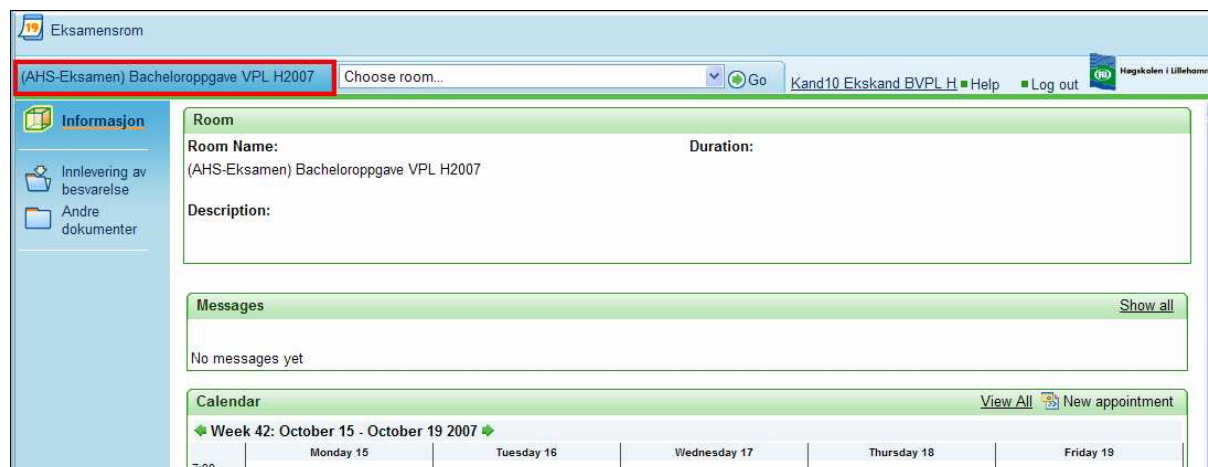 19 Eksamensrom
(AHS-Eksamen) Bacheloroppgave VPL H2007 Choose room... Go Kand10 Ekskand BVPL H Help Log out Høgskolen i Lilleham
Informasjon
Innlevering av
besvarelse
Andre
dokumenter
Room
Room Name: Duration:
(AHS-Eksamen) Bacheloroppgave VPL H2007
Description:
Messages Show all
No messages yet
Calendar View All New appointment
Week 42: October 15 - October 19 2007
Monday 15 Tuesday 16 Wednesday 17 Thursday 18 Friday 19
7:00